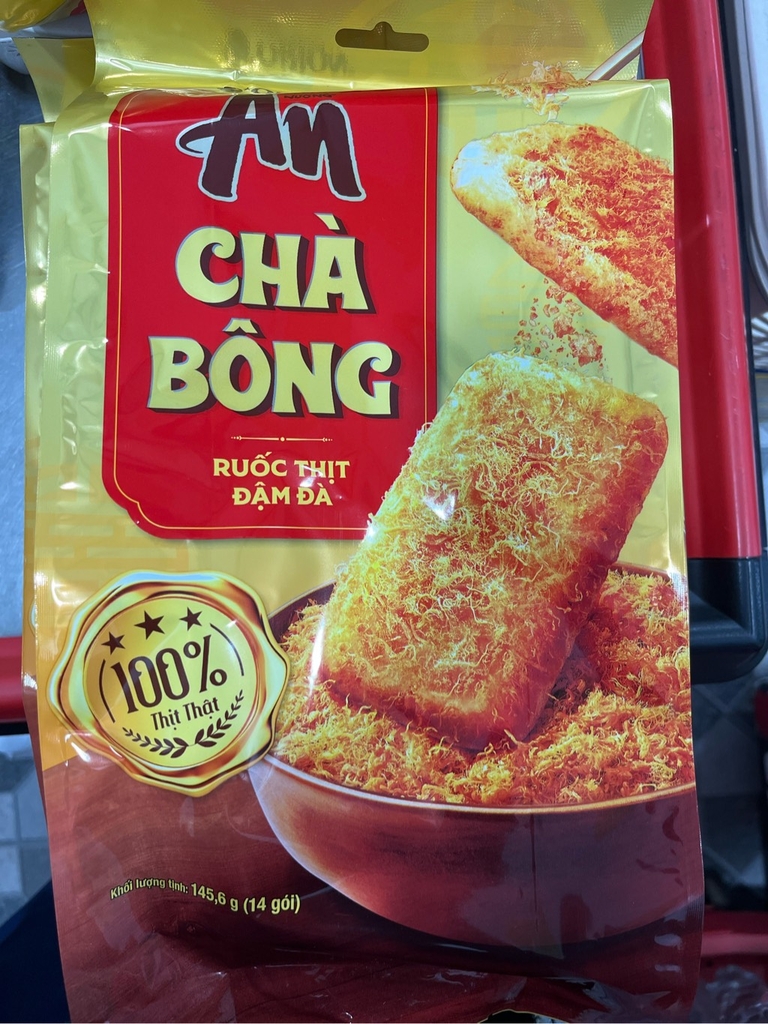 An
CHÀ
BÔNG
RUỐC THỊT
ĐẬM ĐÀ
100%
Thịt Thật
Khối lượng tịnh: 145,6 g (14 gói)